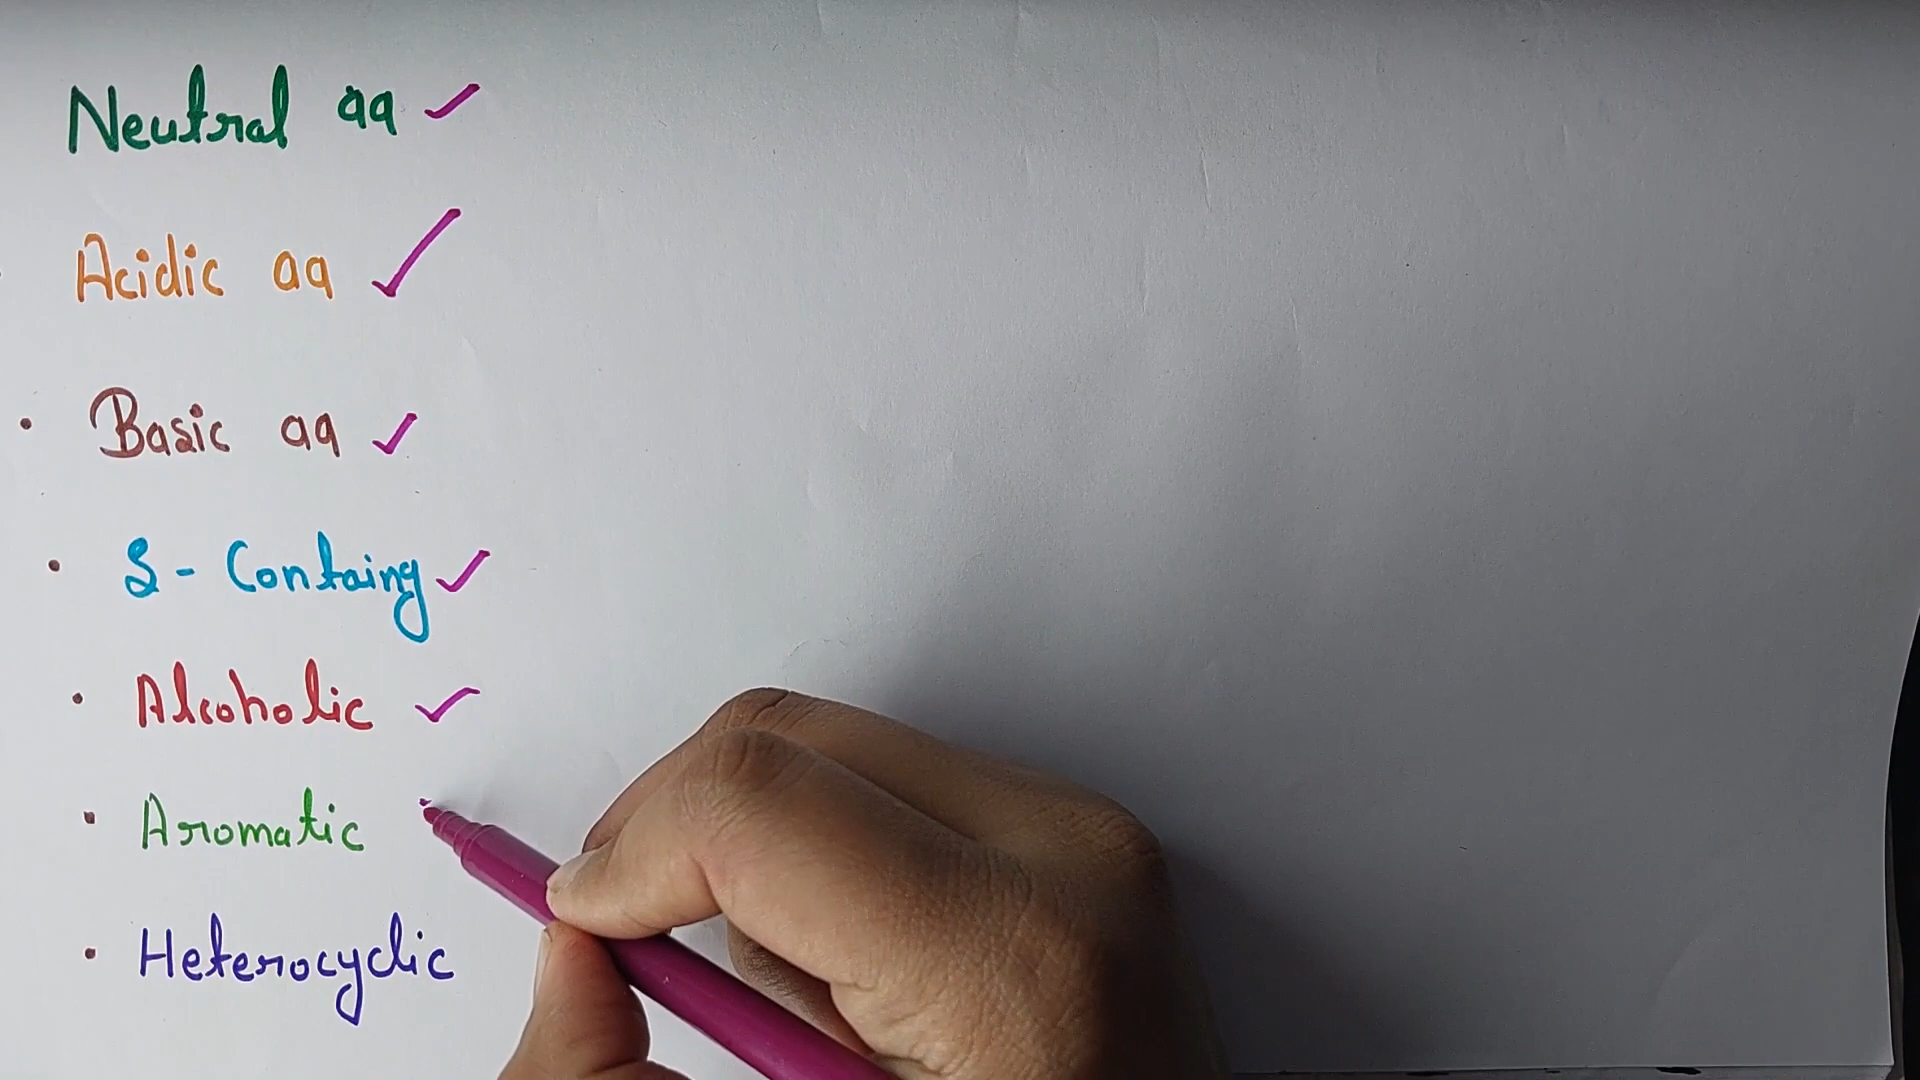 Neutral aa
Acidic aa
• Basic aa
• S - Containg
• Alcoholic
• Aromatic
• Heterocyclic